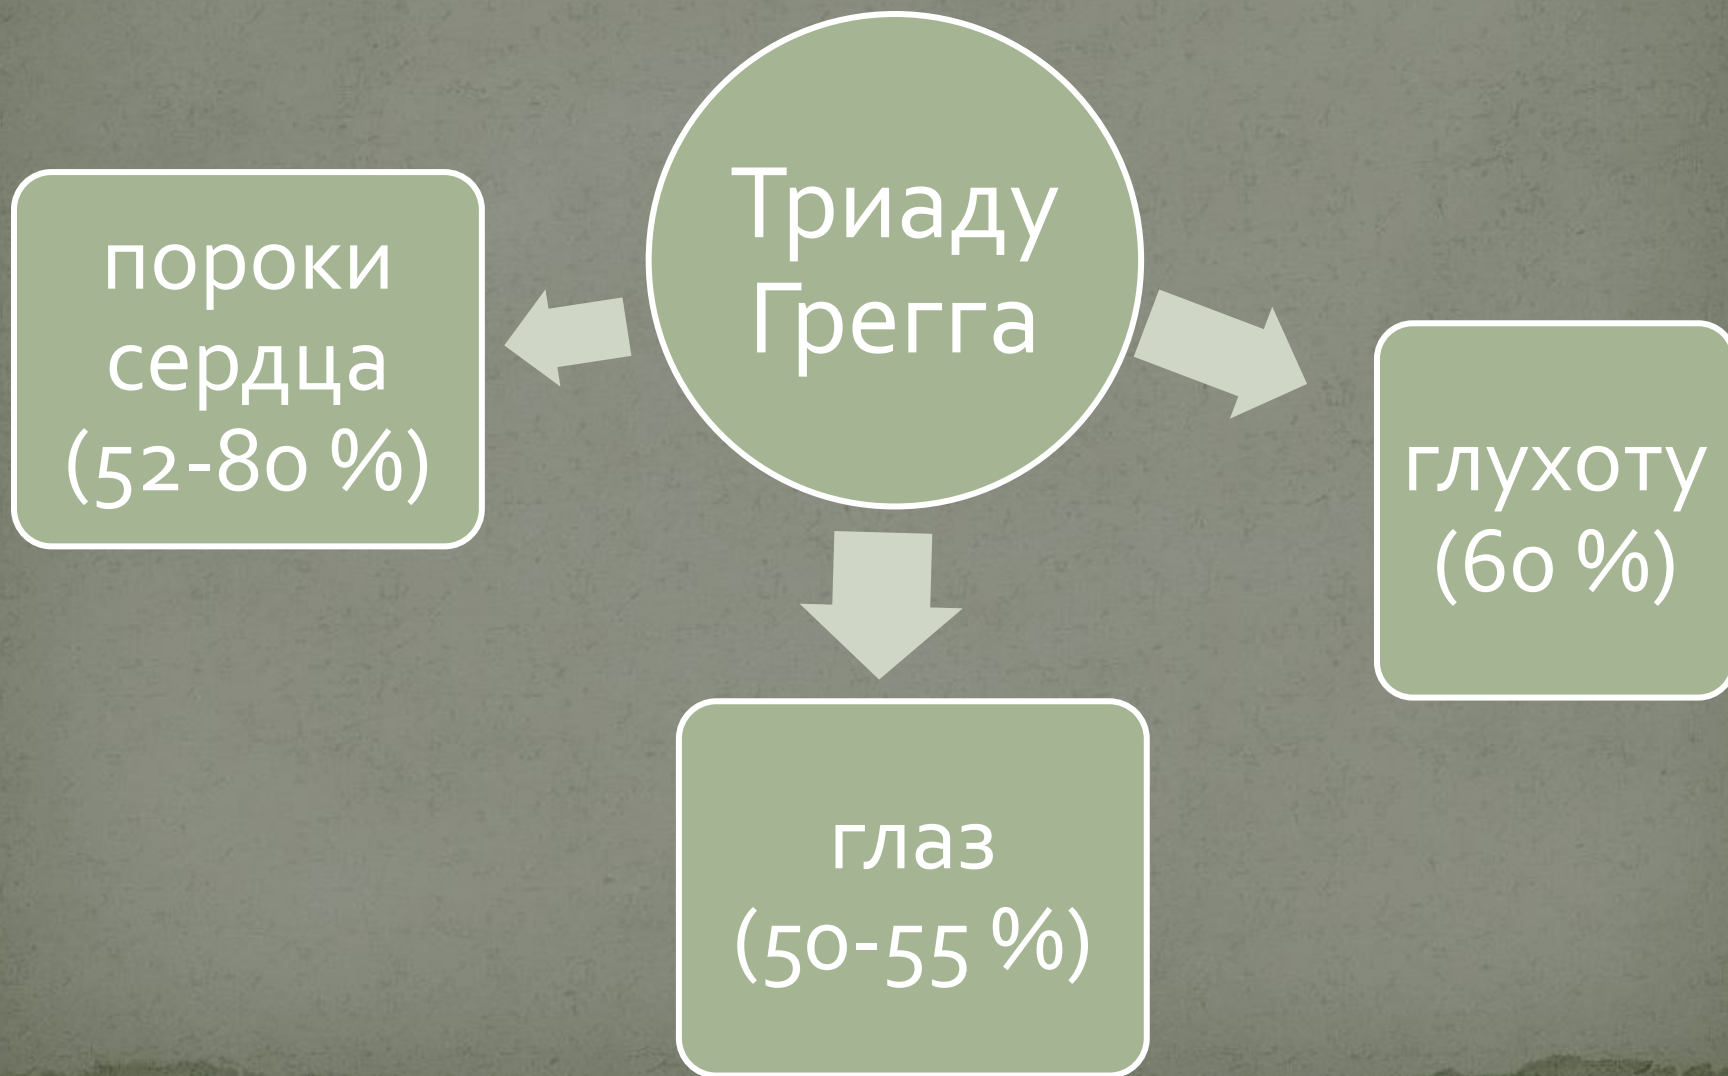 Триаду
Грегга
пороки
сердца
(52-80 %)
глухоту
(60 %)
глаз
(50-55 %)